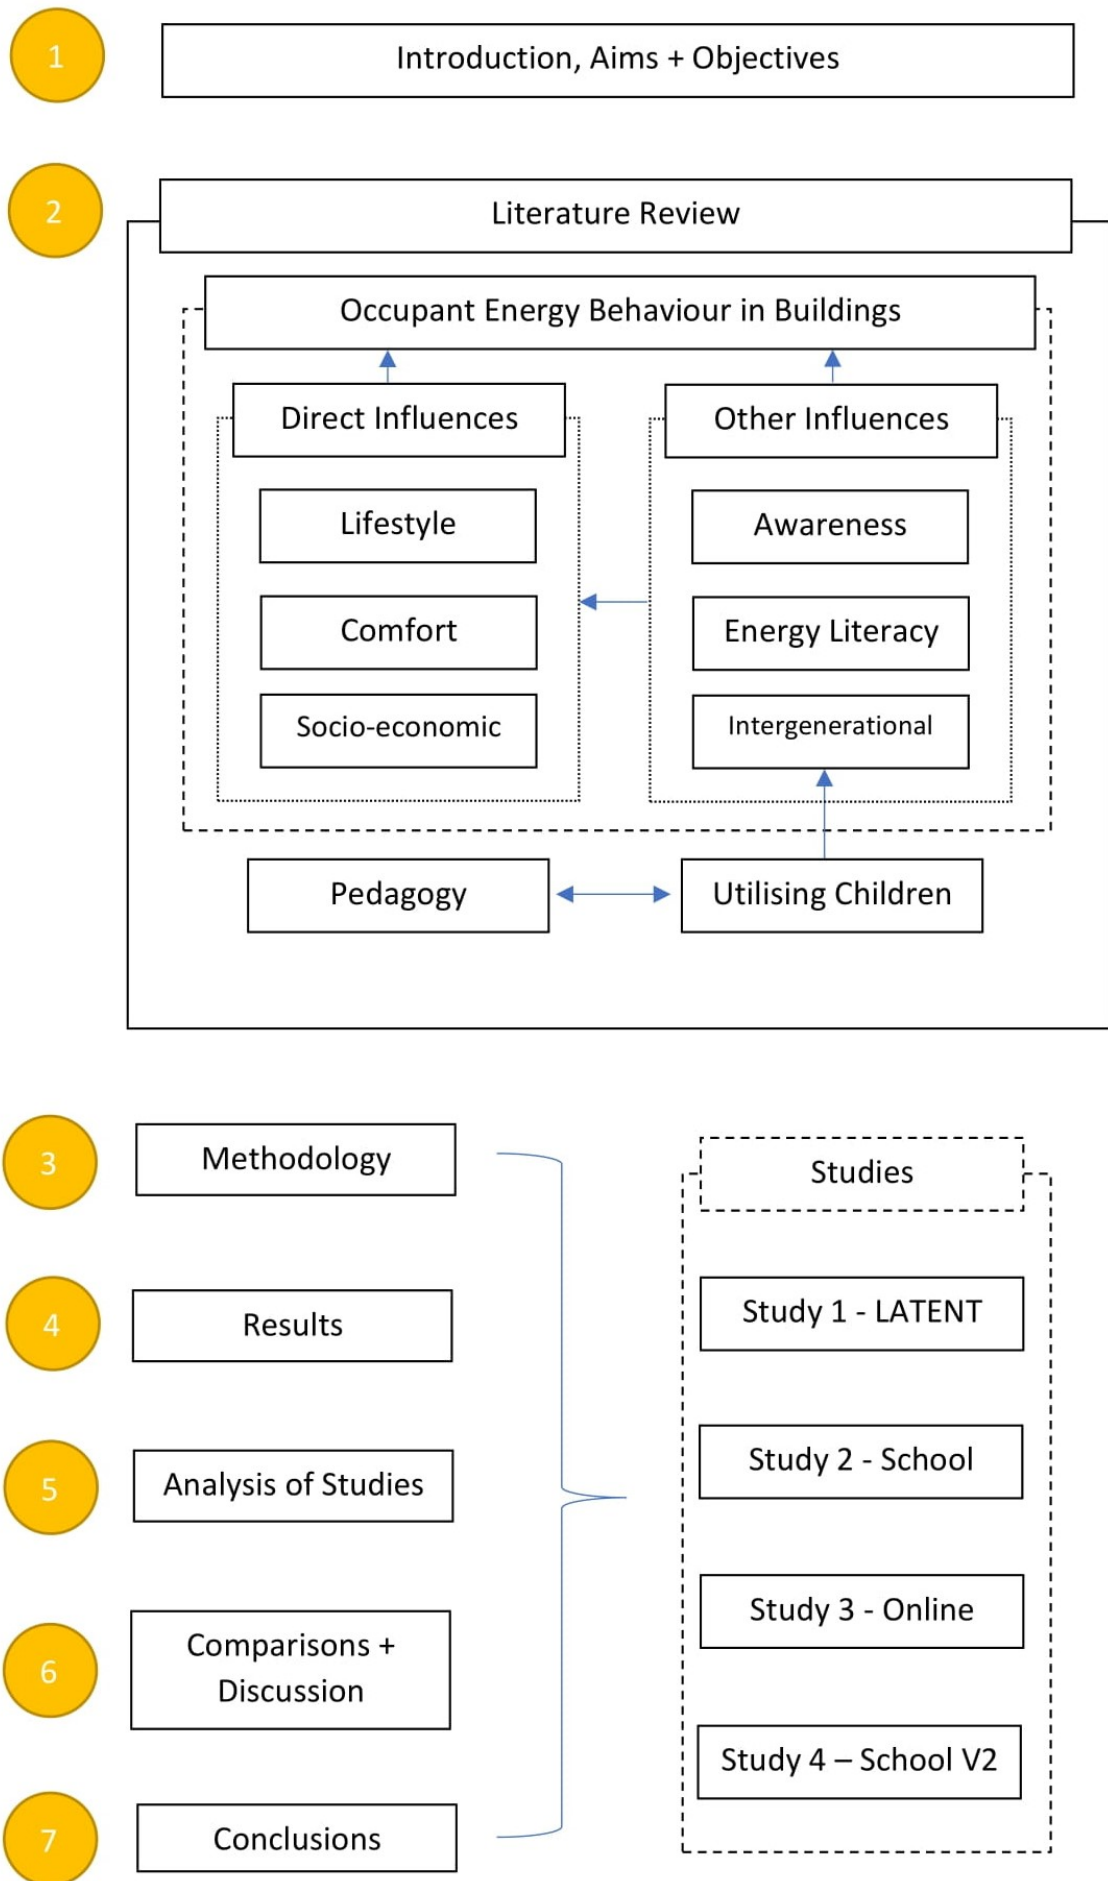 1
Introduction, Aims + Objectives
2
Literature Review
Occupant Energy Behaviour in Buildings
Direct Influences
Other Influences
Lifestyle
Awareness
Comfort
Energy Literacy
Socio-economic
Intergenerational
Pedagogy
Utilising Children
3
Methodology
Studies
4
Results
Study 1 - LATENT
5
Analysis of Studies
Study 2 - School
6
Comparisons +
Discussion
Study 3 - Online
7
Conclusions
Study 4 – School V2